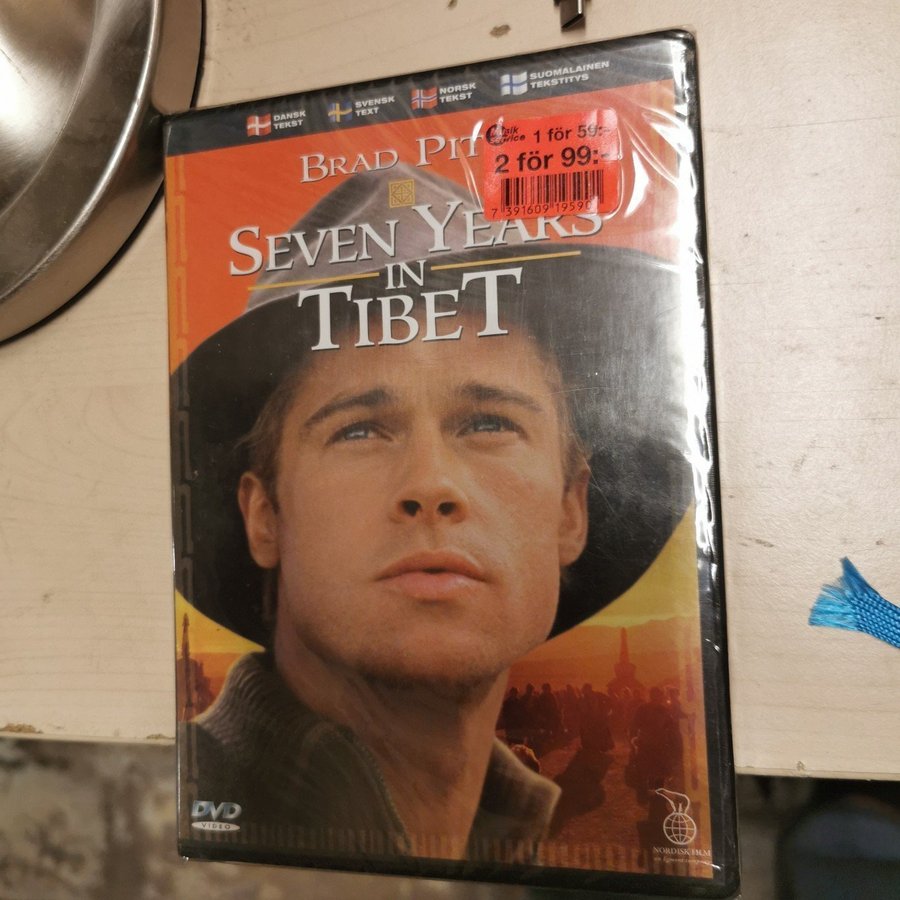 DANSK
TEKST
SVENSK
TEXT
NORSK
TEKST
SUOMALAINEN
TEKSTITYS
BRAD PIT
1 för 59:-
2 för 99:-
7 391609 19590
SEVEN YEARS
IN
TIBET
DVD
VIDEO
NORDISK FILM